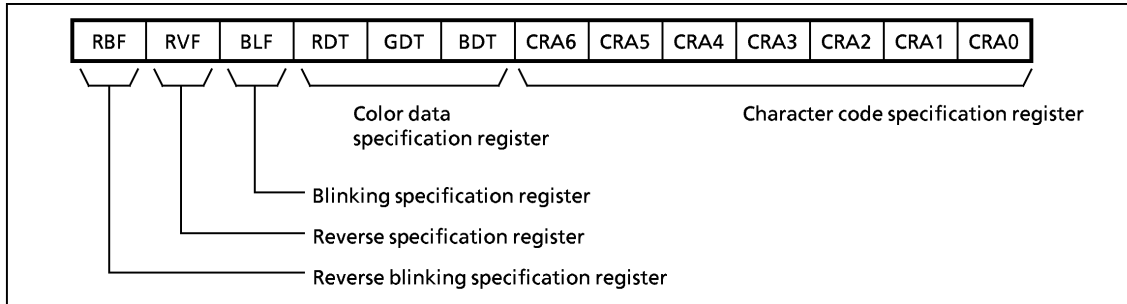 RBF RVF BLF RDT GDT BDT CRA6 CRA5 CRA4 CRA3 CRA2 CRA1 CRA0
Color data
specification register
Character code specification register
Blinking specification register
Reverse specification register
Reverse blinking specification register